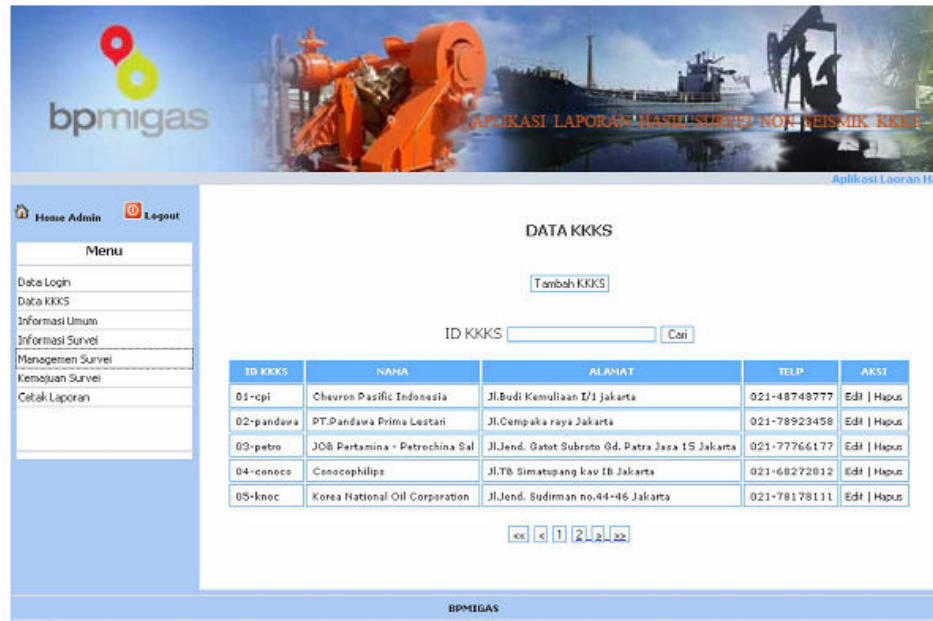 bpmigas
APLIKASI LAPORAN HASIL SURVEI NON SEISMIK KKKS
Aplikasi Laoran Ha
Home Admin Logout
Menu
Data Login
Data KKKS
Informasi Umum
Informasi Survei
Managemen Survei
Kemajuan Survei
Cetak Laporan
DATA KKKS
Tambah KKKS
ID KKKS Cari
ID KKKS NAMA ALAMAT TELP AKSI
01-cpi Cheuron Pasific Indonesia Jl.Budi Kemuliaan I/1 jakarta 021-48748777 Edit | Hapus
02-pandawa PT.Pandawa Prima Lestari Jl.Cempaka raya Jakarta 021-78923458 Edit | Hapus
03-petro JOB Pertamina - Petrochina Sal Jl.Jend. Gatot Subroto Gd. Patra Jasa 15 Jakarta 021-77766177 Edit | Hapus
04-conoco Conocophilips Jl.TB Simatupang kav IB Jakarta 021-68272812 Edit | Hapus
05-knoc Korea National Oil Corporation Jl.Jend. Sudirman no.44-46 Jakarta 021-78178111 Edit | Hapus
<< < 1 2 > >>
BPMIGAS